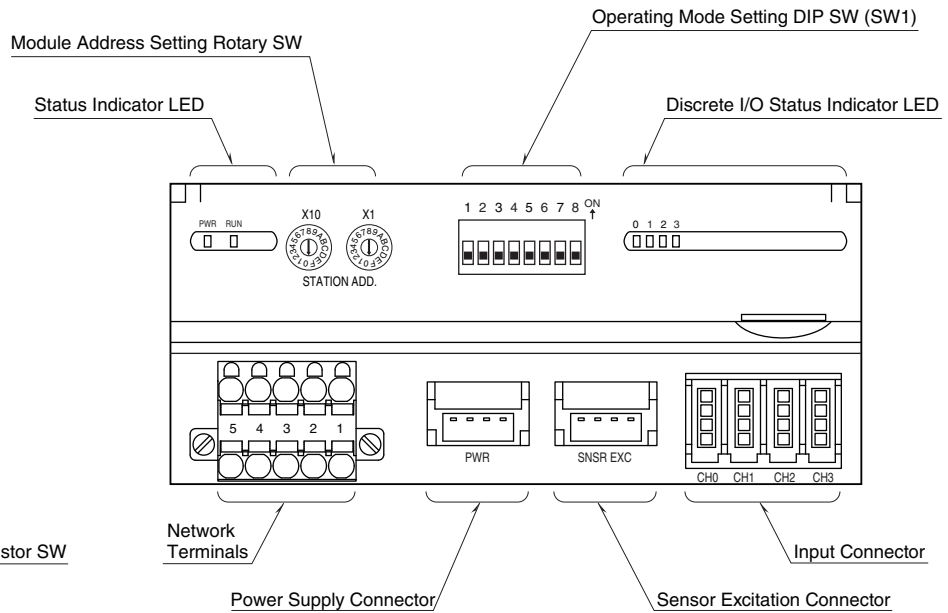 Operating Mode Setting DIP SW (SW1)
Module Address Setting Rotary SW
Status Indicator LED
Discrete I/O Status Indicator LED
1 2 3 4 5 6 7 8 ON
PWR RUN
X10 X1
0 1 2 3
0123456789ABCDEF 0123456789ABCDEF
STATION ADD.
5 4 3 2 1
PWR
SNSR EXC
CH0 CH1 CH2 CH3
Network
Terminals
stor SW
Input Connector
Power Supply Connector
Sensor Excitation Connector